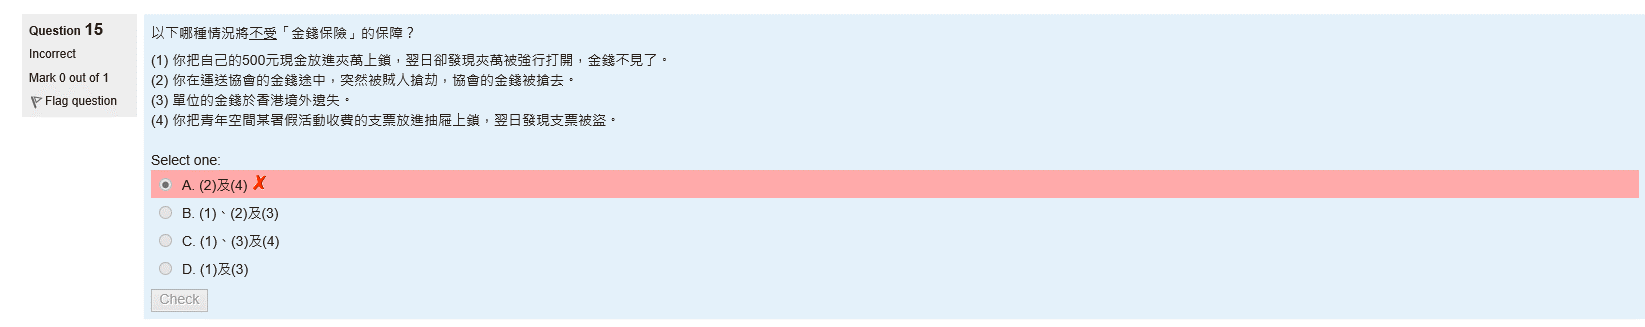 Question 15
Incorrect
Mark 0 out of 1
Flag question
以下哪種情況將不受「金錢保險」的保障？
(1) 你把自己的500元現金放進夾萬上鎖，翌日卻發現夾萬被強行打開，金錢不見了。
(2) 你在運送協會的金錢途中，突然被賊人搶劫，協會的金錢被搶去。
(3) 單位的金錢於香港境外遺失。
(4) 你把青年空間某暑假活動收費的支票放進抽屜上鎖，翌日發現支票被盜。
Select one:
A. (2)及(4)
B. (1)、(2)及(3)
C. (1)、(3)及(4)
D. (1)及(3)
Check